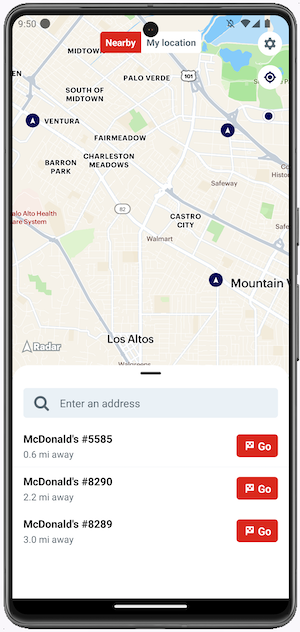 9:50
Nearby
My location
MIDTOW
PALO VERDE
101
SOUTH OF
MIDTOWN
VENTURA
FAIRMEADOW
CHARLESTON
MEADOWS
BARRON
PARK
Safeway
alo Alto Health
are System
82
CASTRO
CITY
Walmart
Mountain V
Los Altos
Radar
Walgreens
Enter an address
McDonald's #5585
0.6 mi away
Go
McDonald's #8290
2.2 mi away
Go
McDonald's #8289
3.0 mi away
Go